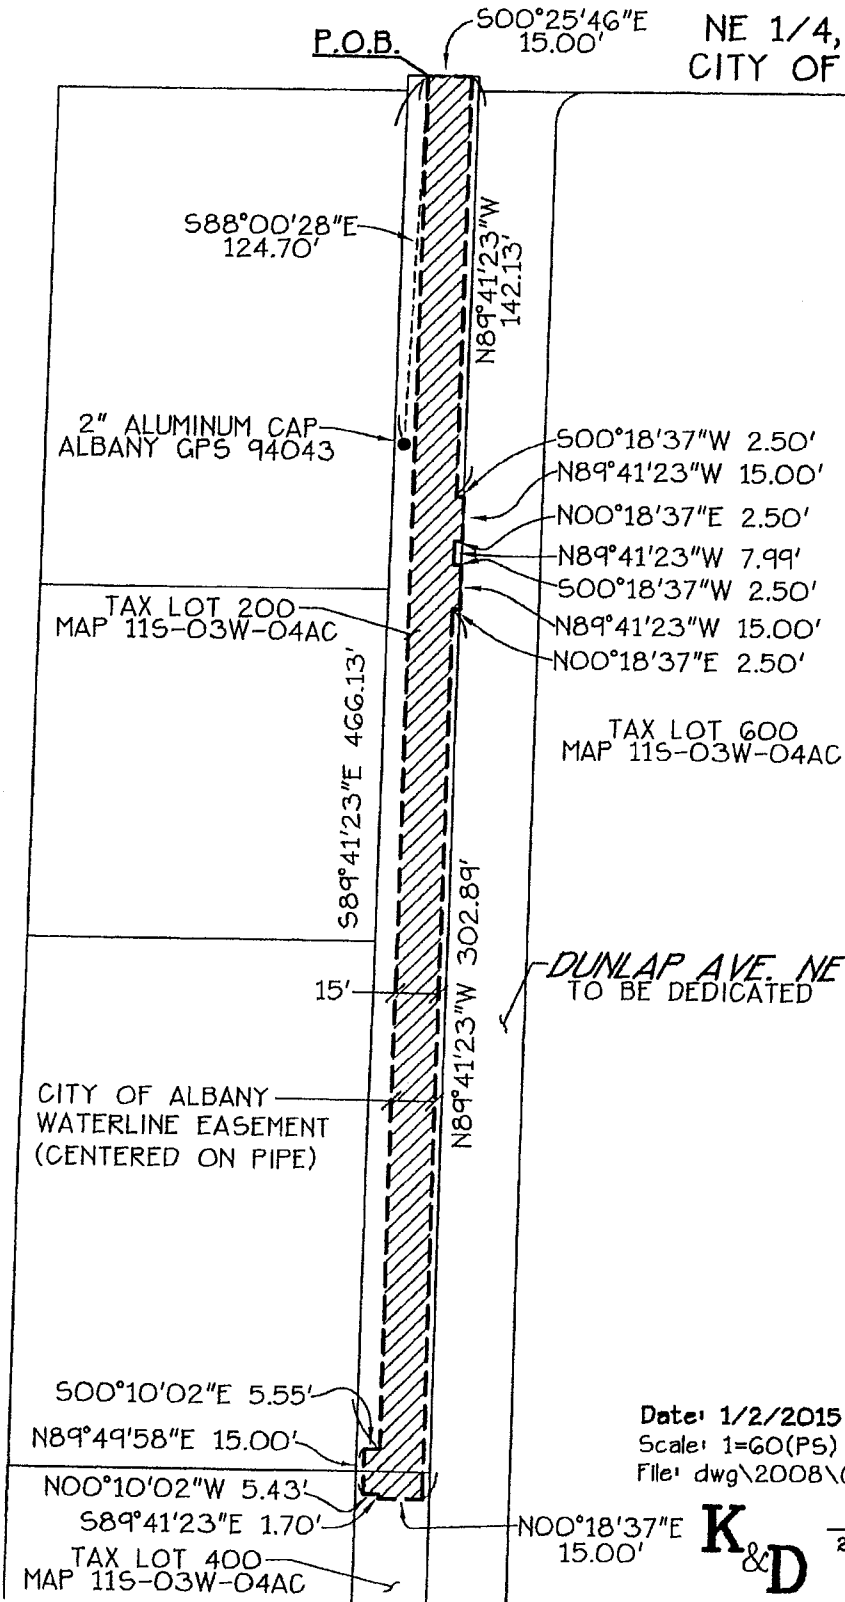 S00°25'46"E
15.00'
NE 1/4,
CITY OF
P.O.B.
S88°00'28"E
124.70'
N89°41'23"W
142.13'
2" ALUMINUM CAP
ALBANY GPS 94043
S00°18'37"W 2.50'
N89°41'23"W 15.00'
N00°18'37"E 2.50'
N89°41'23"W 7.99'
S00°18'37"W 2.50'
N89°41'23"W 15.00'
N00°18'37"E 2.50'
TAX LOT 200
MAP 11S-03W-04AC
S89°41'23"E 466.13'
TAX LOT 600
MAP 11S-03W-04AC
N89°41'23"W 302.89'
DUNLAP AVE. NE
TO BE DEDICATED
15'
CITY OF ALBANY
WATERLINE EASEMENT
(CENTERED ON PIPE)
S00°10'02"E 5.55'
N89°49'58"E 15.00'
N00°10'02"W 5.43'
S89°41'23"E 1.70'
TAX LOT 400
MAP 11S-03W-04AC
N00°18'37"E
15.00'
Date: 1/2/2015
Scale: 1=60(PS)
File: dwg\2008\
K&D